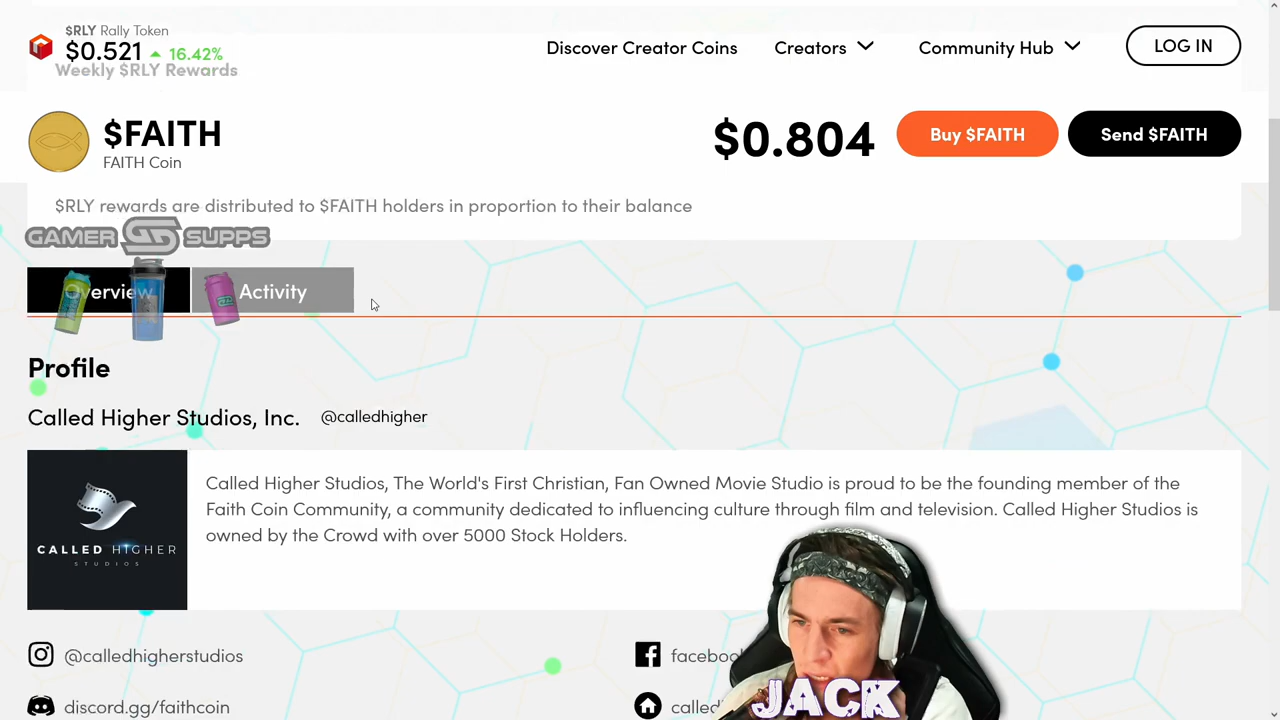 $RLY Rally Token
$0.521 16.42%
Weekly $RLY Rewards
Discover Creator Coins
Creators
Community Hub
LOG IN
$FAITH
FAITH Coin
$0.804
Buy $FAITH
Send $FAITH
$RLY rewards are distributed to $FAITH holders in proportion to their balance
GAMER SUPPS
Overview
Activity
Profile
Called Higher Studios, Inc. @calledhigher
CALLED HIGHER
STUDIOS
Called Higher Studios, The World's First Christian, Fan Owned Movie Studio is proud to be the founding member of the
Faith Coin Community, a community dedicated to influencing culture through film and television. Called Higher Studios is
owned by the Crowd with over 5000 Stock Holders.
@calledhigherstudios
discord.gg/faithcoin
JACK